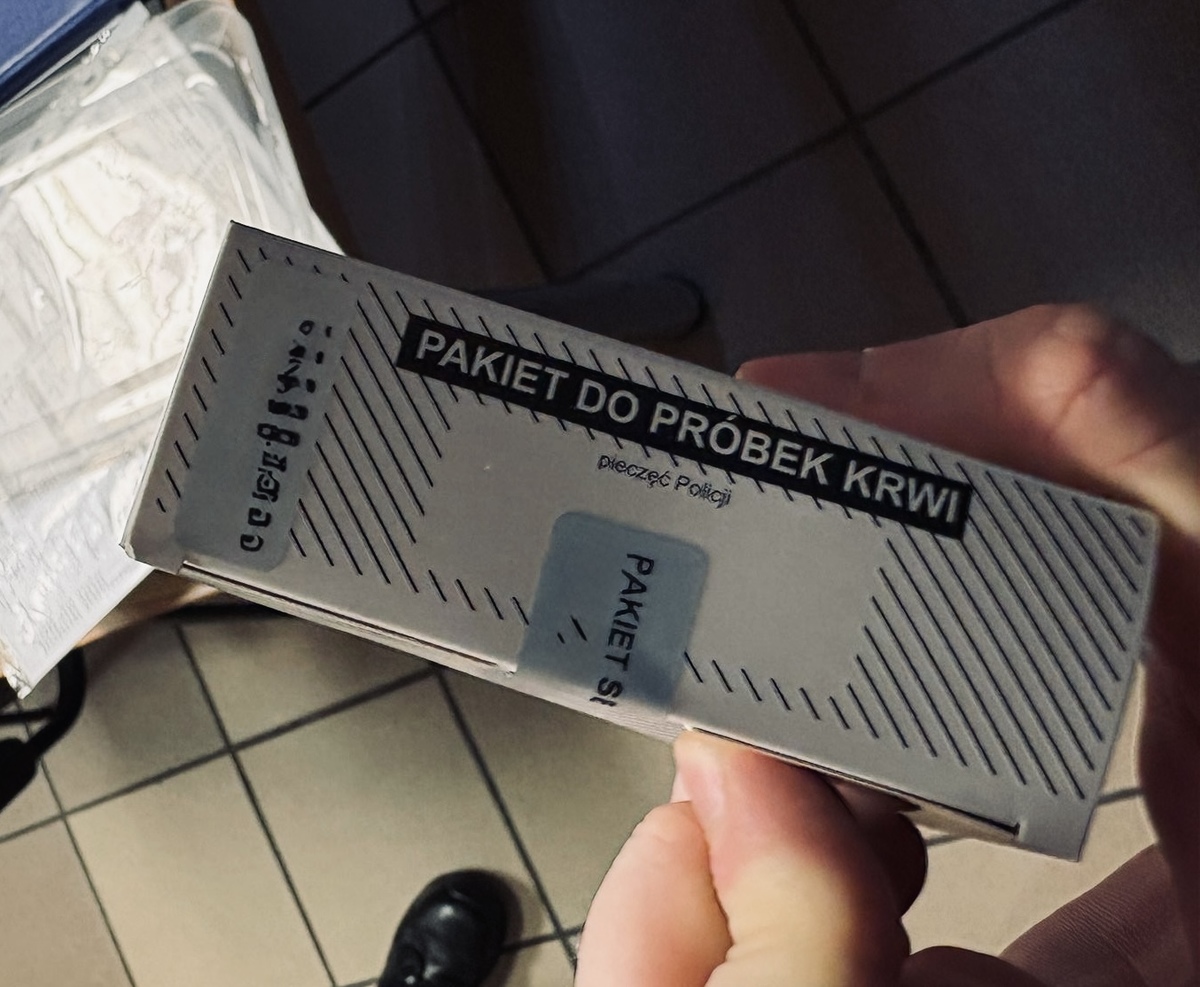 PAKIET DO PRÓBEK KRWI
pieczęć Policji
PAKIET